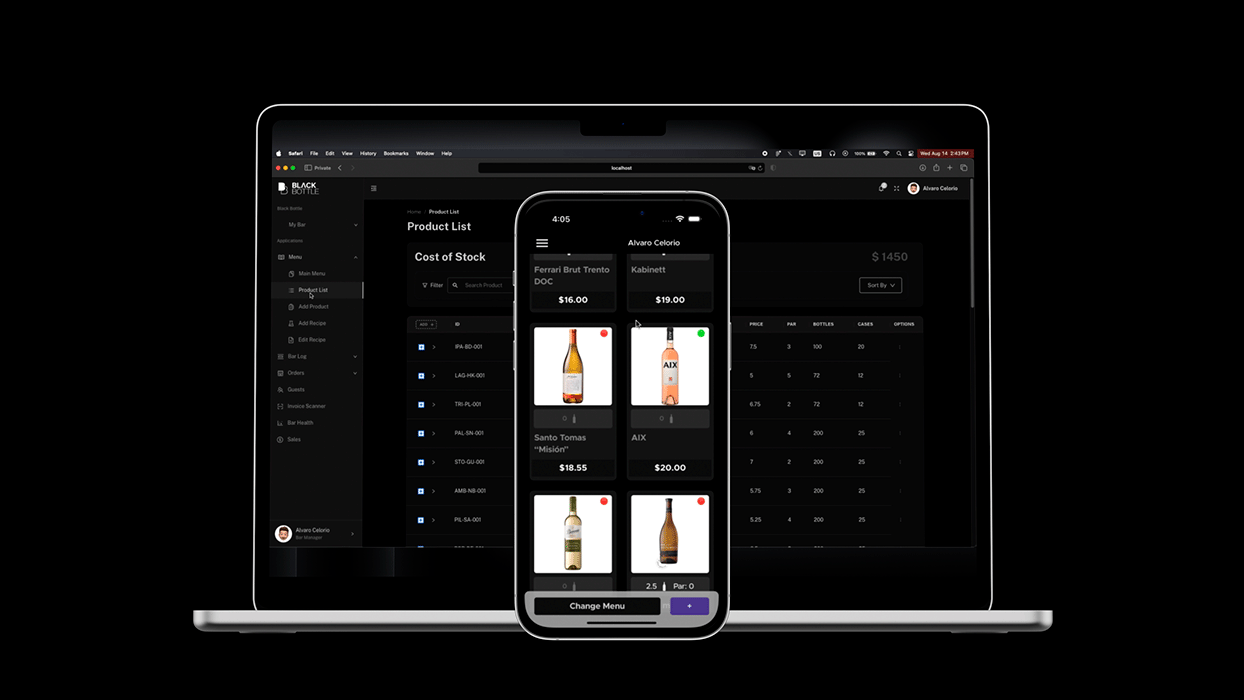 Safari File Edit View History Bookmarks Window Help
100%
Wed Aug 14 2:43PM
Private
localhost
BLACK
BOTTLE
Alvaro Celorio
Black Bottle
My Bar
Applications
Menu
Main Menu
Product List
Add Product
Add Recipe
Edit Recipe
Bar Log
Orders
Guests
Invoice Scanner
Bar Health
Sales
Alvaro Celorio
Bar Manager
Home / Product List
Product List
Cost of Stock
$ 1450
Filter
Search Product
Sort By
ID PRICE PAR BOTTLES CASES OPTIONS
IPA-BD-001 7.5 3 100 20
LAG-HK-001 5 5 72 12
TRI-PL-001 6.75 2 72 12
PAL-SN-001 6 4 200 25
STO-GU-001 7 2 200 25
AMB-NB-001 5.75 3 200 25
PIL-SA-001 5.25 4 200 25
4:05
Alvaro Celorio
Ferrari Brut Trento
DOC
$16.00
Kabinett
$19.00
AIX
0
Santo Tomas
“Misión”
$18.55
0
AIX
$20.00
0
2.5 Par: 0
Change Menu
+